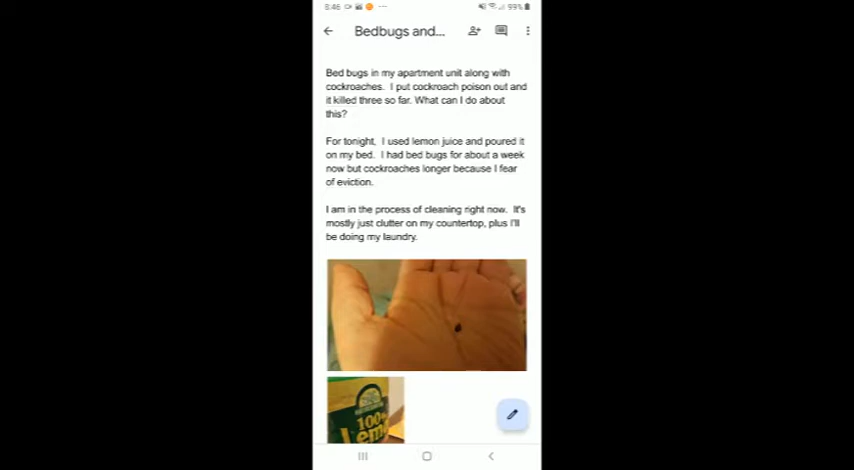 8:46
99%
Bedbugs and...
Bed bugs in my apartment unit along with
cockroaches. I put cockroach poison out and
it killed three so far. What can I do about
this?
For tonight, I used lemon juice and poured it
on my bed. I had bed bugs for about a week
now but cockroaches longer because I fear
of eviction.
I am in the process of cleaning right now. It's
mostly just clutter on my countertop, plus I'll
be doing my laundry.
100%
Lem